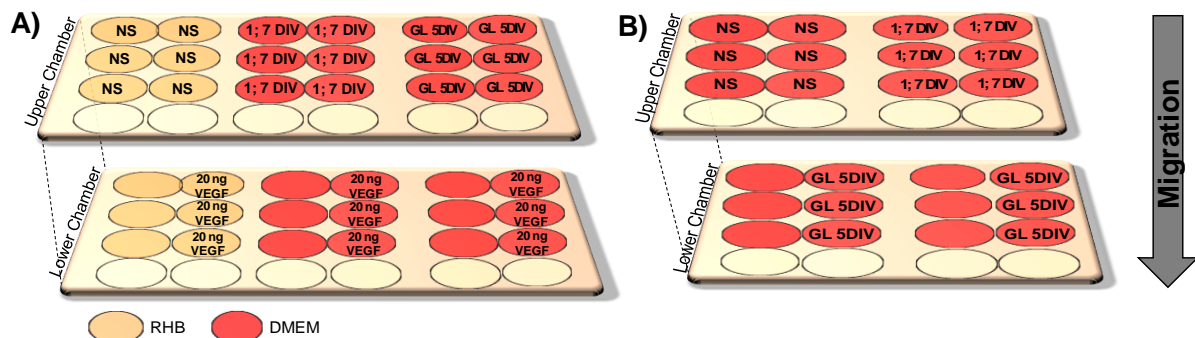 A)
Upper Chamber
NS NS 1; 7 DIV 1; 7 DIV GL 5DIV GL 5DIV
NS NS 1; 7 DIV 1; 7 DIV GL 5DIV GL 5DIV
NS NS 1; 7 DIV 1; 7 DIV GL 5DIV GL 5DIV
Lower Chamber
20 ng 20 ng 20 ng
VEGF VEGF VEGF
20 ng 20 ng 20 ng
VEGF VEGF VEGF
20 ng 20 ng 20 ng
VEGF VEGF VEGF
RHB DMEM
B)
Upper Chamber
NS NS 1; 7 DIV 1; 7 DIV
NS NS 1; 7 DIV 1; 7 DIV
NS NS 1; 7 DIV 1; 7 DIV
Lower Chamber
GL 5DIV GL 5DIV
GL 5DIV GL 5DIV
GL 5DIV GL 5DIV
Migration